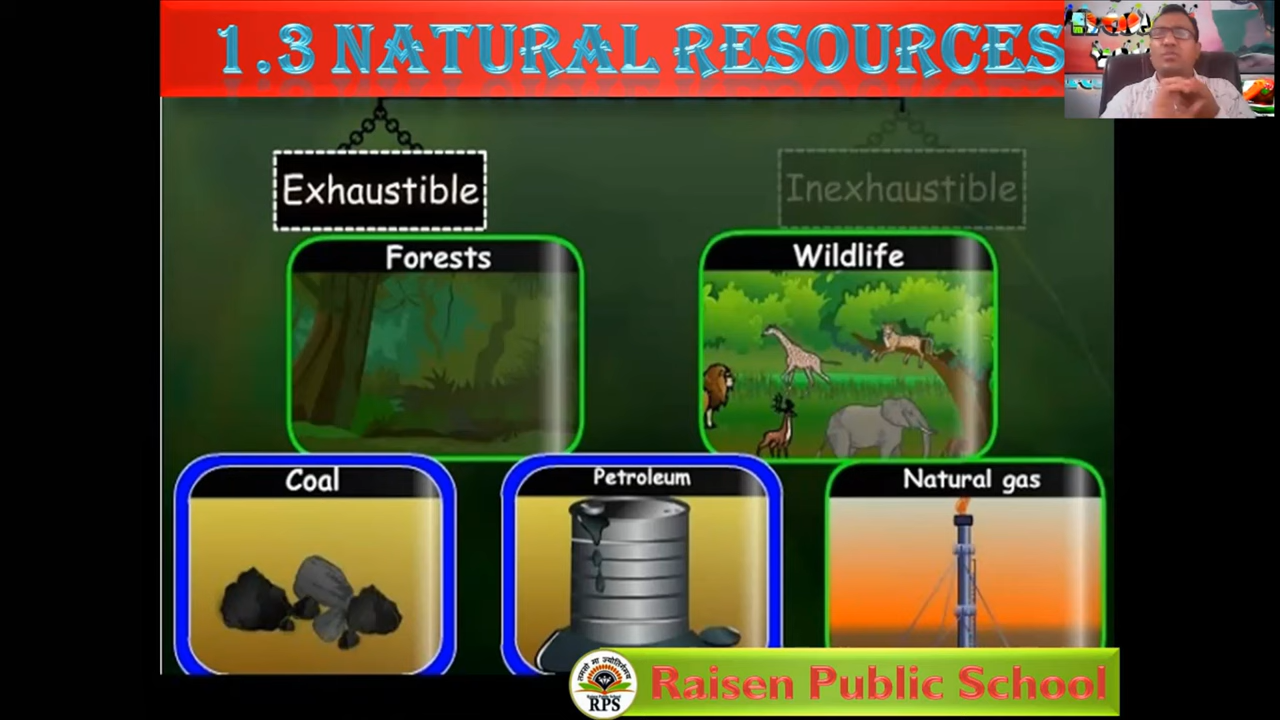 1.3 NATURAL RESOURCES
Exhaustible
Inexhaustible
Forests
Wildlife
Coal
Petroleum
Natural gas
RPS
Raisen Public School